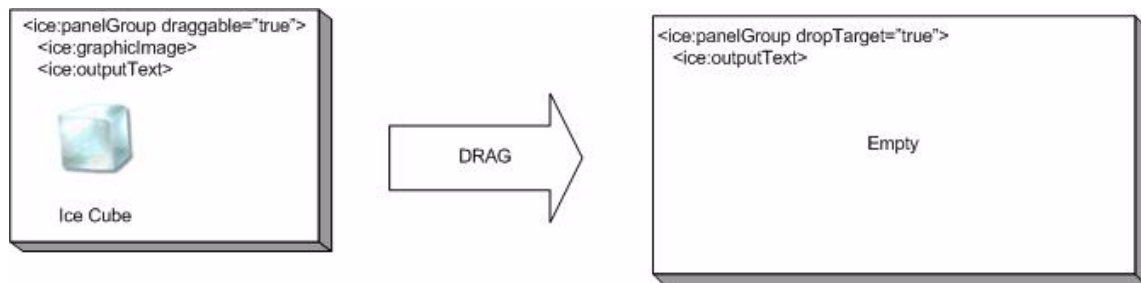 <ice:panelGroup draggable="true">
<ice:graphicImage>
<ice:outputText>
Ice Cube
DRAG
<ice:panelGroup dropTarget="true">
<ice:outputText>
Empty